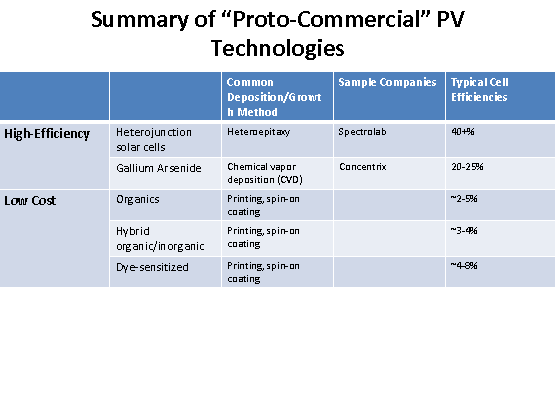 Summary of “Proto-Commercial” PV
Technologies
Common
Deposition/Growt
h Method
Sample Companies
Typical Cell
Efficiencies
High-Efficiency
Heterojunction
solar cells
Heteroepitaxy
Spectrolab
40+%
Gallium Arsenide
Chemical vapor
deposition (CVD)
Concentrix
20-25%
Low Cost
Organics
Printing, spin-on
coating
~2-5%
Hybrid
organic/inorganic
Printing, spin-on
coating
~3-4%
Dye-sensitized
Printing, spin-on
coating
~4-8%